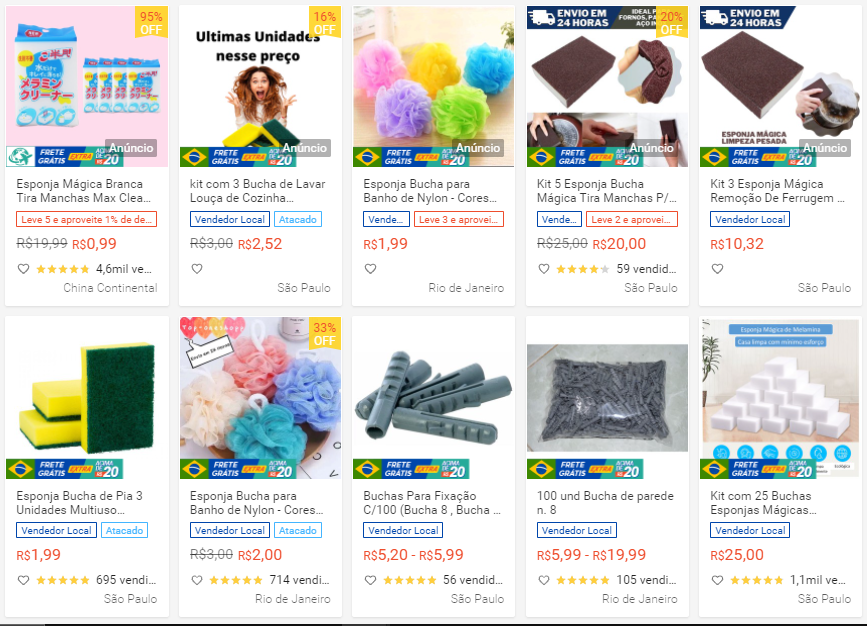 95%
OFF
メラミン
クリーナー
Anúncio
FRETE GRÁTIS EXTRA ACIMA DE R$20
Esponja Mágica Branca
Tira Manchas Max Clea...
Leve 5 e aproveite 1% de de...
R$19,99 R$0,99
4,6mil ve...
China Continental
16%
OFF
Ultimas Unidades
nesse preço
Anúncio
FRETE GRÁTIS EXTRA ACIMA DE R$20
kit com 3 Bucha de Lavar
Louça de Cozinha...
Vendedor Local Atacado
R$3,00 R$2,52
São Paulo
Anúncio
FRETE GRÁTIS EXTRA ACIMA DE R$20
Esponja Bucha para
Banho de Nylon - Cores...
Vende... Leve 3 e aprovei...
R$1,99
Rio de Janeiro
ENVIO EM
24 HORAS
IDEAL P
FORNOS, PA
AÇO IN
20%
OFF
Anúncio
FRETE GRÁTIS EXTRA ACIMA DE R$20
Kit 5 Esponja Bucha
Mágica Tira Manchas P/...
Vende... Leve 2 e aprovei...
R$25,00 R$20,00
59 vendid...
São Paulo
ENVIO EM
24 HORAS
ESPONJA MÁGICA
LIMPEZA PESADA
Anúncio
FRETE GRÁTIS EXTRA ACIMA DE R$20
Kit 3 Esponja Mágica
Remoção De Ferrugem ...
Vendedor Local
R$10,32
São Paulo
FRETE GRÁTIS EXTRA ACIMA DE R$20
Esponja Bucha de Pia 3
Unidades Multiuso...
Vendedor Local Atacado
R$1,99
695 vendi...
São Paulo
Envio em 24 horas
33%
OFF
FRETE GRÁTIS EXTRA ACIMA DE R$20
Esponja Bucha para
Banho de Nylon - Cores...
Vendedor Local Atacado
R$3,00 R$2,00
714 vendi...
Rio de Janeiro
FRETE GRÁTIS EXTRA ACIMA DE R$20
Buchas Para Fixação
C/100 (Bucha 8 , Bucha ...
Vendedor Local
R$5,20 - R$5,99
56 vendid...
São Paulo
FRETE GRÁTIS EXTRA ACIMA DE R$20
100 und Bucha de parede
n. 8
Vendedor Local
R$5,99 - R$19,99
105 vendi...
Rio de Janeiro
Esponja Mágica de Melamina
Casa limpa com mínimo esforço
FRETE GRÁTIS EXTRA ACIMA DE R$20
Kit com 25 Buchas
Esponjas Mágicas...
Vendedor Local
R$25,00
1,1mil ve...
São Paulo